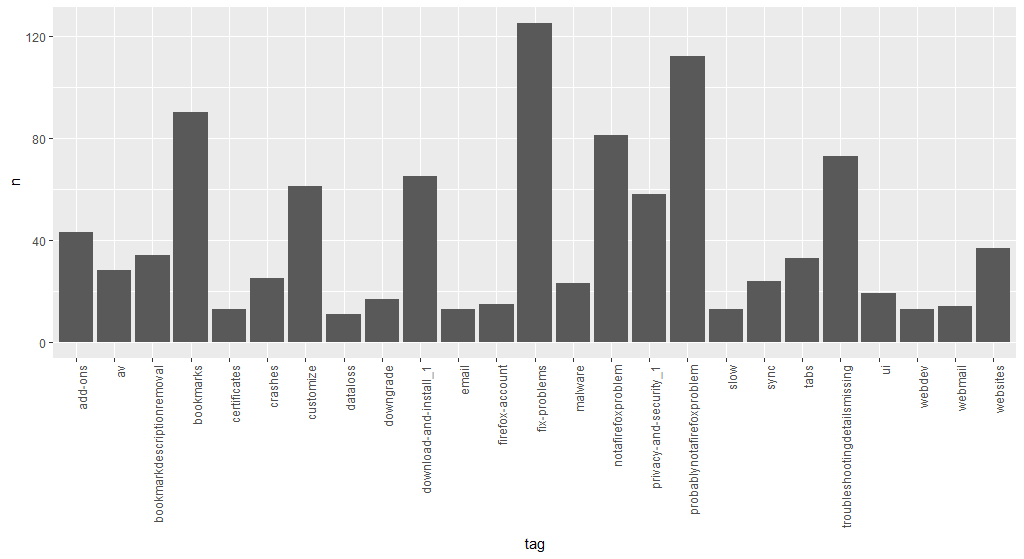 120
80
40
0
n
add-ons
av
bookmarkdescriptionremoval
bookmarks
certificates
crashes
customize
dataloss
downgrade
download-and-install_1
email
firefox-account
fix-problems
malware
notafirefoxproblem
privacy-and-security_1
probablynotafirefoxproblem
slow
sync
tabs
troubleshootingdetailsmissing
ui
webdev
webmail
websites
tag